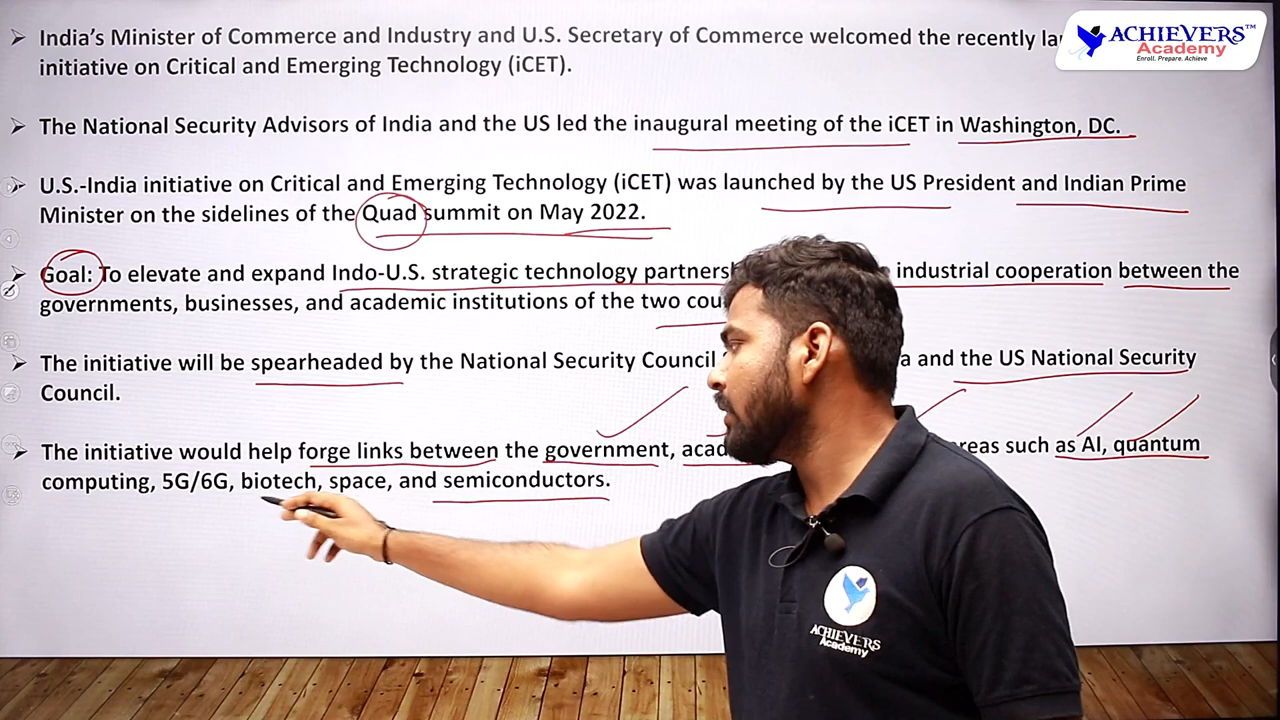 ➢ India’s Minister of Commerce and Industry and U.S. Secretary of Commerce welcomed the recently
initiative on Critical and Emerging Technology (iCET).
ACHIEVERS™
Academy
Enroll. Prepare. Achieve
➢ The National Security Advisors of India and the US led the inaugural meeting of the iCET in Washington, DC.
➢ U.S.-India initiative on Critical and Emerging Technology (iCET) was launched by the US President and Indian Prime
Minister on the sidelines of the Quad summit on May 2022.
➢ Goal: To elevate and expand Indo-U.S. strategic technology industrial cooperation between the
governments, businesses, and academic institutions of the two
➢ The initiative will be spearheaded by the National Security Council and the US National Security
Council.
➢ The initiative would help forge links between the government, such as AI, quantum
computing, 5G/6G, biotech, space, and semiconductors.
ACHIEVERS
Academy